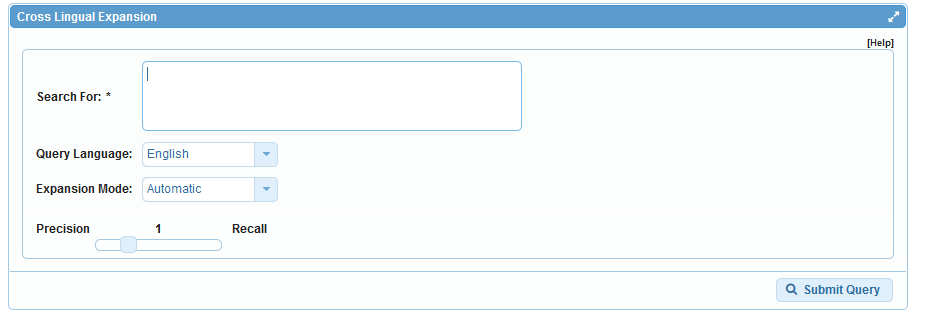 Cross Lingual Expansion
[Help]
Search For: *
Query Language: English
Expansion Mode: Automatic
Precision 1 Recall
Submit Query